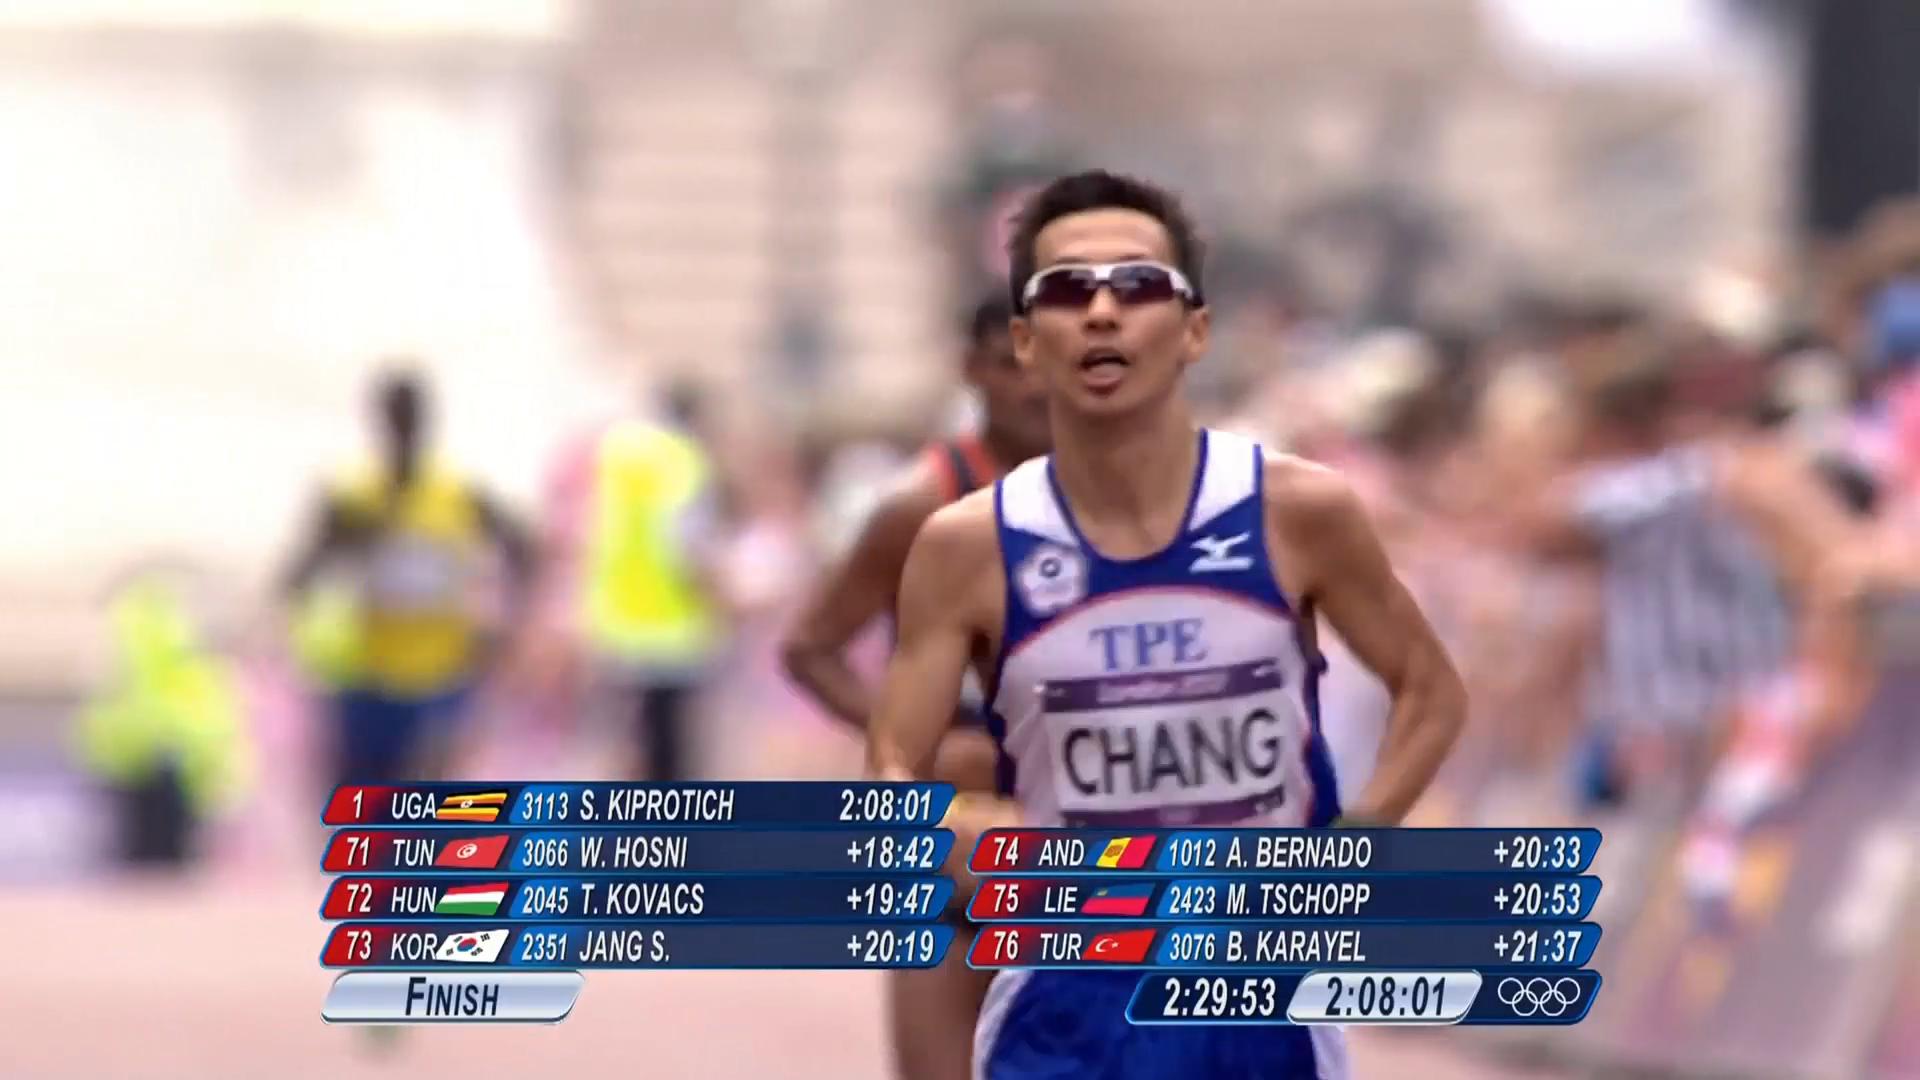 TPE
London 2012
CHANG
1 UGA 3113 S. KIPROTICH 2:08:01
71 TUN 3066 W. HOSNI +18:42
72 HUN 2045 T. KOVACS +19:47
73 KOR 2351 JANG S. +20:19
74 AND 1012 A. BERNADO +20:33
75 LIE 2423 M. TSCHOPP +20:53
76 TUR 3076 B. KARAYEL +21:37
FINISH
2:29:53 2:08:01